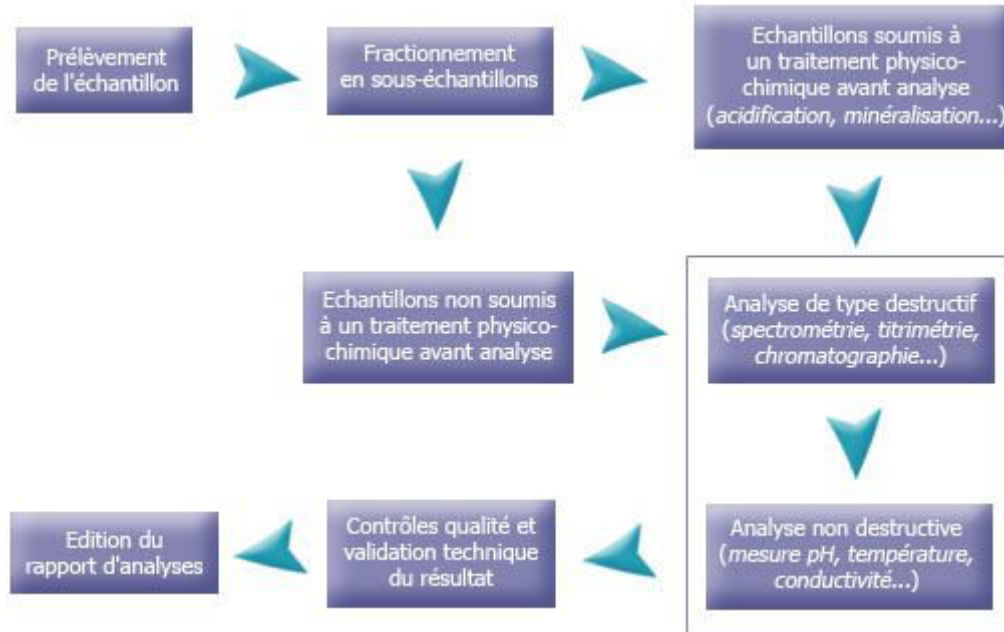 Prélèvement
de l'échantillon
Fractionnement
en sous-échantillons
Echantillons soumis à
un traitement physico-
chimique avant analyse
(acidification, minéralisation...)
Echantillons non soumis
à un traitement physico-
chimique avant analyse
Analyse de type destructif
(spectrométrie, titrimétrie,
chromatographie...)
Analyse non destructive
(mesure pH, température,
conductivité...)
Contrôles qualité et
validation technique
du résultat
Edition du
rapport d'analyses